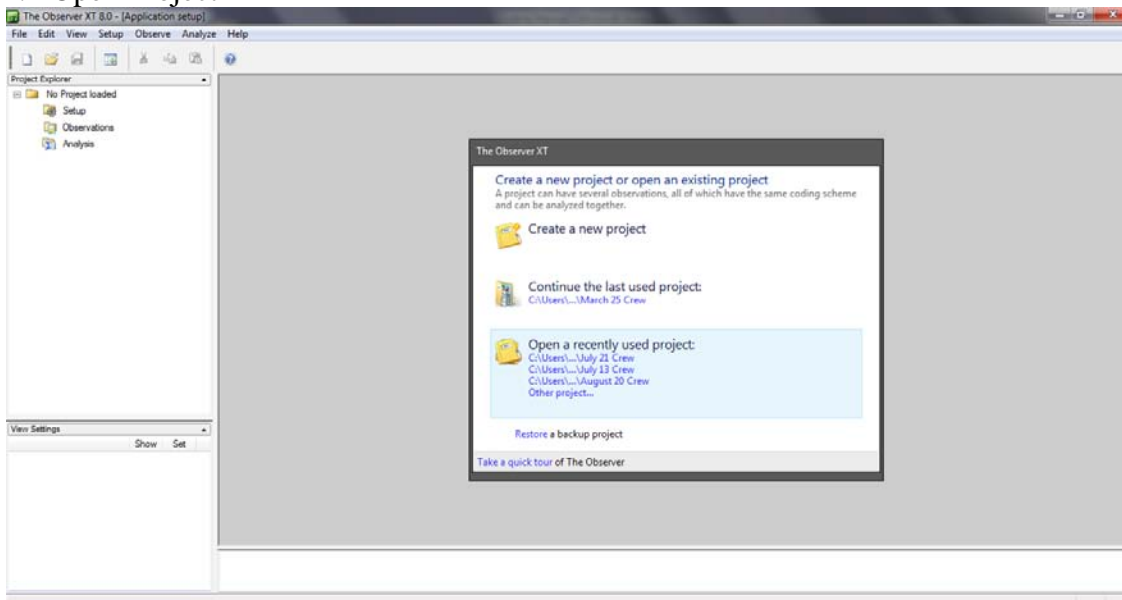 The Observer XT 8.0 - [Application setup]
File Edit View Setup Observe Analyze Help
Project Explorer
No Project loaded
Setup
Observations
Analysis
The Observer XT
Create a new project or open an existing project
A project can have several observations, all of which have the same coding scheme
and can be analyzed together.
Create a new project
Continue the last used project:
C:\Users\...\March 25 Crew
Open a recently used project:
C:\Users\...\July 21 Crew
C:\Users\...\July 13 Crew
C:\Users\...\August 20 Crew
Other project...
Restore a backup project
Take a quick tour of The Observer
View Settings
Show Set